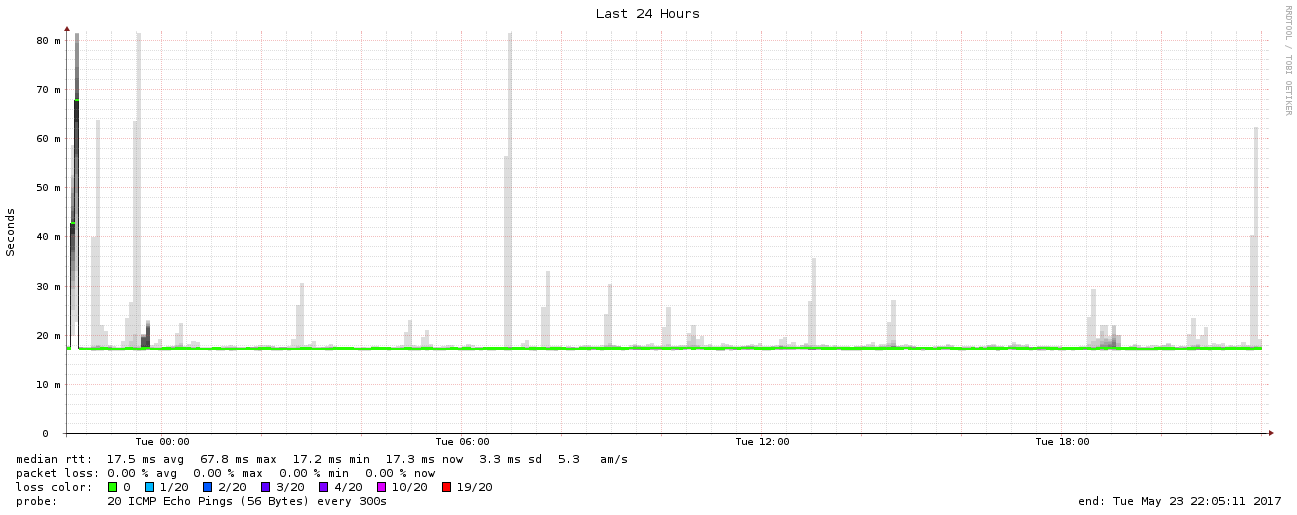 Last 24 Hours
RRDTOOL / TOBI OETIKER
Seconds
80 m
70 m
60 m
50 m
40 m
30 m
20 m
10 m
0
Tue 00:00 Tue 06:00 Tue 12:00 Tue 18:00
median rtt: 17.5 ms avg 67.8 ms max 17.2 ms min 17.3 ms now 3.3 ms sd 5.3 am/s
packet loss: 0.00 % avg 0.00 % max 0.00 % min 0.00 % now
loss color: 0 1/20 2/20 3/20 4/20 10/20 19/20
probe: 20 ICMP Echo Pings (56 Bytes) every 300s end: Tue May 23 22:05:11 2017